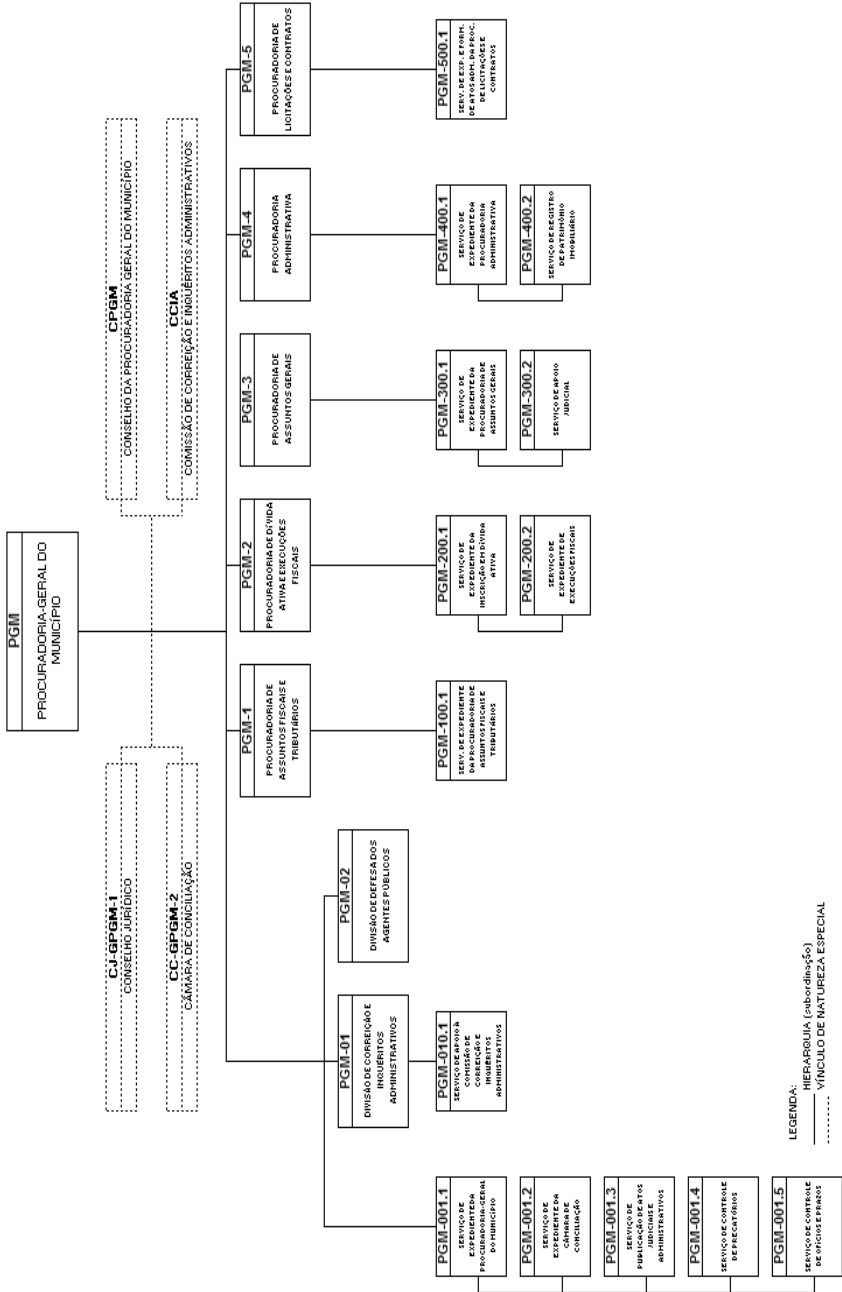 PGM
PROCURADORIA-GERAL DO
MUNICÍPIO
CJ-GPGM-1
CONSELHO JURÍDICO
CPGM
CONSELHO DA PROCURADORIA GERAL DO MUNICÍPIO
CC-GPGM-2
CÂMARA DE CONCILIAÇÃO
CCIA
COMISSÃO DE CORREIÇÃO E INQUÉRITOS ADMINISTRATIVOS
PGM-1
PROCURADORIA DE
ASSUNTOS FISCAIS E
TRIBUTÁRIOS
PGM-2
PROCURADORIA DE DÍVIDA
ATIVA E EXECUÇÕES
FISCAIS
PGM-3
PROCURADORIA DE
ASSUNTOS GERAIS
PGM-4
PROCURADORIA
ADMINISTRATIVA
PGM-5
PROCURADORIA DE
LICITAÇÕES E CONTRATOS
PGM-01
DIVISÃO DE CORREIÇÃO E
INQUÉRITOS
ADMINISTRATIVOS
PGM-02
DIVISÃO DE DEFESA DOS
AGENTES PÚBLICOS
PGM-001.1
SERVIÇO DE
EXPEDIENTE DA
PROCURADORIA-GERAL
DO MUNICÍPIO
PGM-010.1
SERVIÇO DE APOIO À
COMISSÃO DE
CORREIÇÃO E
INQUÉRITOS
ADMINISTRATIVOS
PGM-100.1
SERV. DE EXPEDIENTE
DA PROCURADORIA DE
ASSUNTOS FISCAIS E
TRIBUTÁRIOS
PGM-200.1
SERVIÇO DE
EXPEDIENTE DA
INSCRIÇÃO EM DÍVIDA
ATIVA
PGM-300.1
SERVIÇO DE
EXPEDIENTE DA
PROCURADORIA DE
ASSUNTOS GERAIS
PGM-400.1
SERVIÇO DE
EXPEDIENTE DA
PROCURADORIA
ADMINISTRATIVA
PGM-500.1
SERV. DE EXP. E FORM.
DE ATOS ADM. DA PROC.
DE LICITAÇÕES E
CONTRATOS
PGM-001.2
SERVIÇO DE
EXPEDIENTE DA
CÂMARA DE
CONCILIAÇÃO
PGM-200.2
SERVIÇO DE
EXPEDIENTE DE
EXECUÇÕES FISCAIS
PGM-300.2
SERVIÇO DE APOIO
JUDICIAL
PGM-400.2
SERVIÇO DE REGISTRO
DE PATRIMÔNIO
IMOBILIÁRIO
PGM-001.3
SERVIÇO DE
PUBLICAÇÃO DE ATOS
JUDICIAIS E
ADMINISTRATIVOS
PGM-001.4
SERVIÇO DE CONTROLE
DE PRECATÓRIOS
PGM-001.5
SERVIÇO DE CONTROLE
DE OFÍCIOS E PRAZOS
LEGENDA:
HIERARQUIA (subordinação)
VÍNCULO DE NATUREZA ESPECIAL